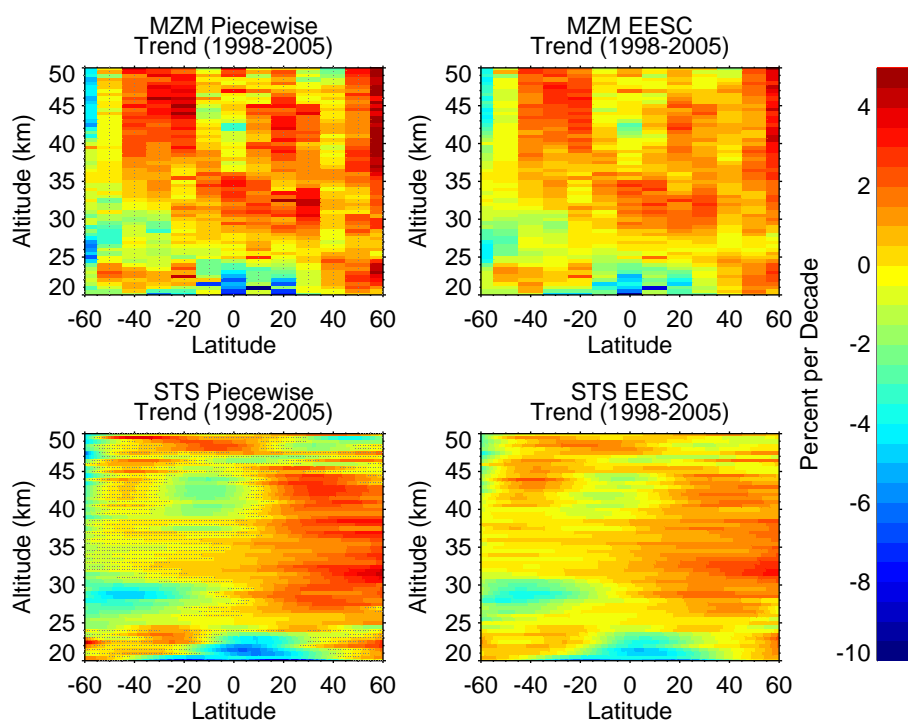 MZM Piecewise
Trend (1998-2005)
MZM EESC
Trend (1998-2005)
50
45
40
35
30
25
20
Altitude (km)
-60 -40 -20 0 20 40 60
Latitude
50
45
40
35
30
25
20
Altitude (km)
-60 -40 -20 0 20 40 60
Latitude
STS Piecewise
Trend (1998-2005)
STS EESC
Trend (1998-2005)
50
45
40
35
30
25
20
Altitude (km)
-60 -40 -20 0 20 40 60
Latitude
50
45
40
35
30
25
20
Altitude (km)
-60 -40 -20 0 20 40 60
Latitude
Percent per Decade
4
2
0
-2
-4
-6
-8
-10